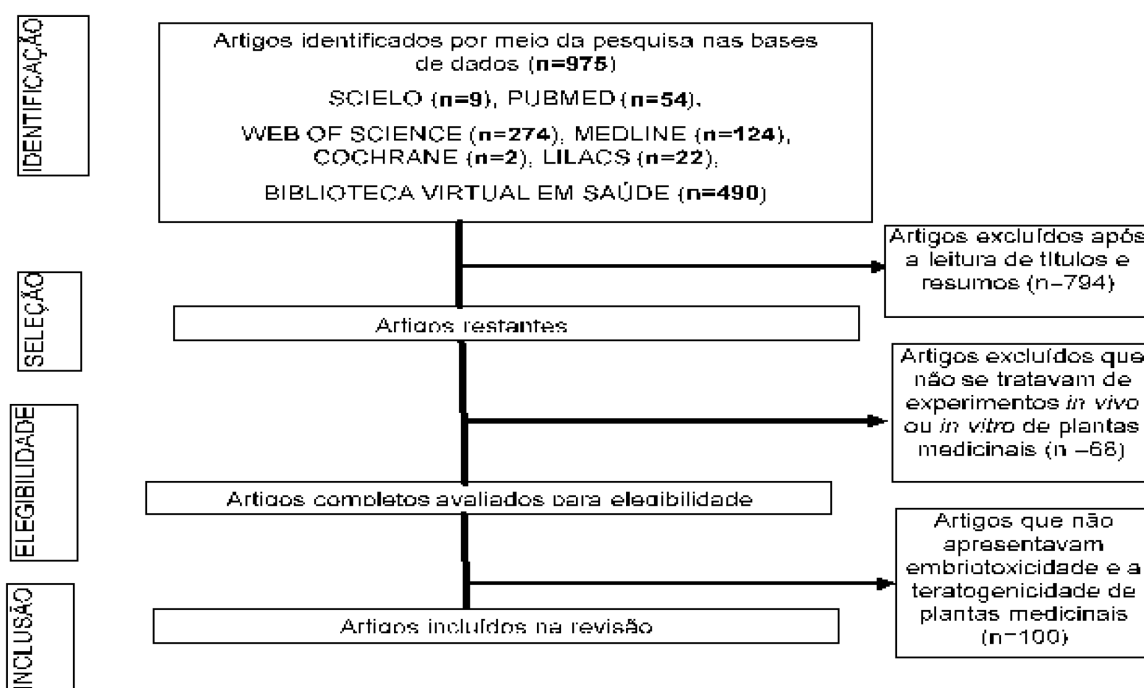 IDENTIFICAÇÃO
Artigos identificados por meio da pesquisa nas bases
de dados (n=975)
SCIELO (n=9), PUBMED (n=54),
WEB OF SCIENCE (n=274), MEDLINE (n=124),
COCHRANE (n=2), LILACS (n=22),
BIBLIOTECA VIRTUAL EM SAÚDE (n=490)
Artigos excluídos após
a leitura de títulos e
resumos (n=794)
SELEÇÃO
Artigos restantes
Artigos excluídos que
não se tratavam de
experimentos in vivo
ou in vitro de plantas
medicinais (n
ELEGIBILIDADE
Artigos completos avaliados para elegibilidade
Artigos que não
apresentavam
embriotoxicidade e a
teratogenicidade de
plantas medicinais
(n=100)
INCLUSÃO
Artigos incluídos na revisão